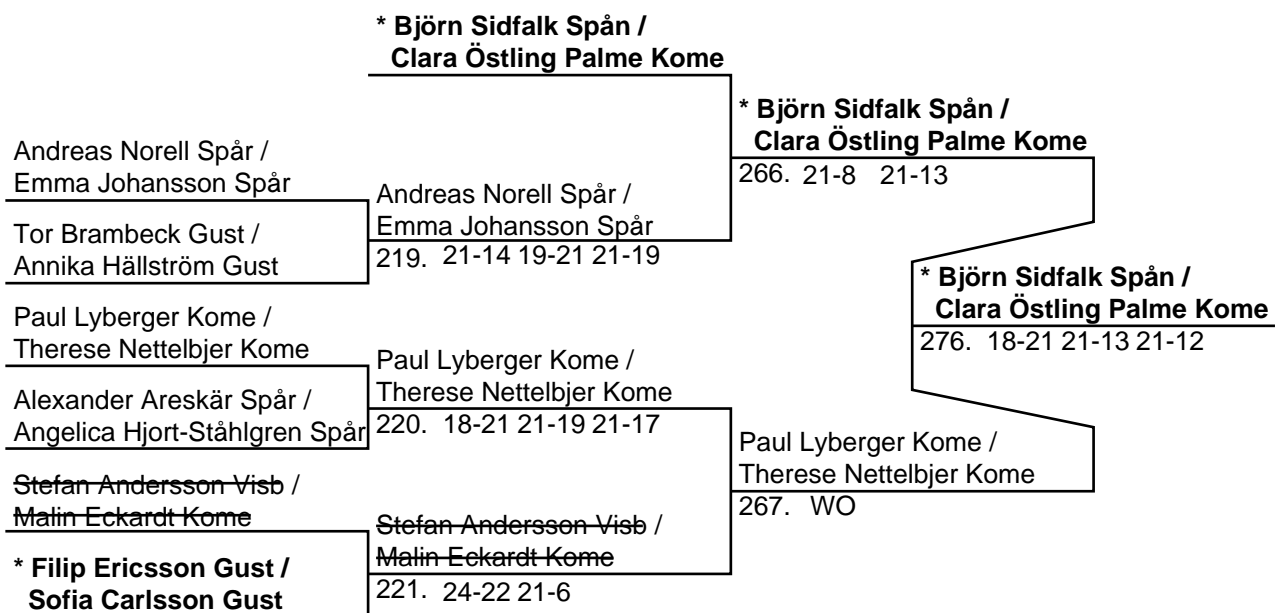 * Björn Sidfalk Spån /
Clara Östling Palme Kome
* Björn Sidfalk Spån /
Clara Östling Palme Kome
266. 21-8 21-13
Andreas Norell Spår /
Emma Johansson Spår
Andreas Norell Spår /
Emma Johansson Spår
219. 21-14 19-21 21-19
Tor Brambeck Gust /
Annika Hällström Gust
* Björn Sidfalk Spån /
Clara Östling Palme Kome
276. 18-21 21-13 21-12
Paul Lyberger Kome /
Therese Nettelbjer Kome
Paul Lyberger Kome /
Therese Nettelbjer Kome
220. 18-21 21-19 21-17
Alexander Areskär Spår /
Angelica Hjort-Ståhlgren Spår
Paul Lyberger Kome /
Therese Nettelbjer Kome
267. WO
Stefan Andersson Visb /
Malin Eckardt Kome
Stefan Andersson Visb /
Malin Eckardt Kome
221. 24-22 21-6
* Filip Ericsson Gust /
Sofia Carlsson Gust